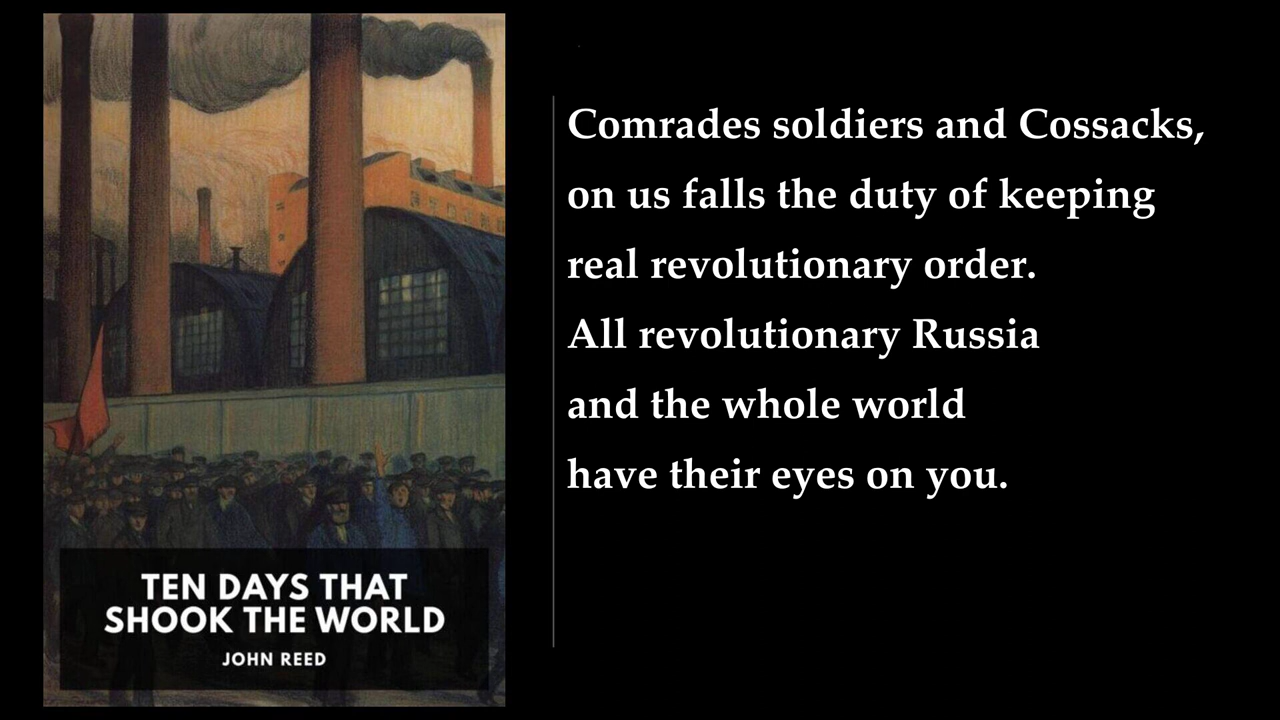 TEN DAYS THAT
SHOOK THE WORLD
JOHN REED
Comrades soldiers and Cossacks,
on us falls the duty of keeping
real revolutionary order.
All revolutionary Russia
and the whole world
have their eyes on you.